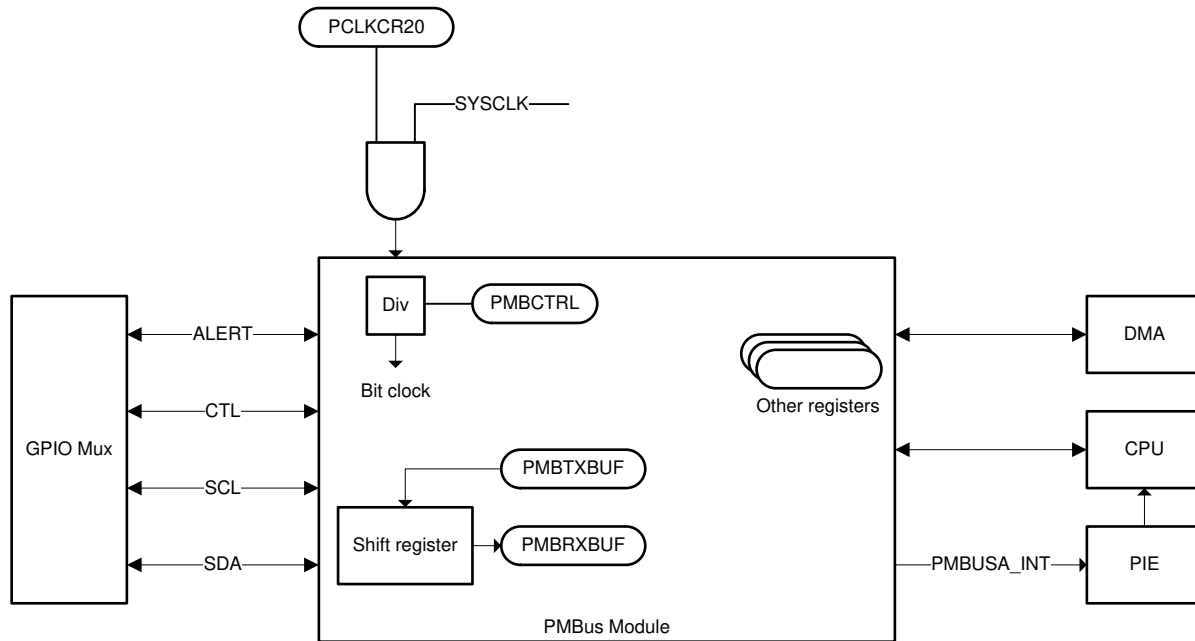 PCLKCR20
SYSCLK
Div
PMBCTRL
ALERT
DMA
Bit clock
Other registers
CTL
GPIO Mux
CPU
PMBTXBUF
SCL
Shift register
PMBRXBUF
SDA
PMBUSA_INT
PIE
PMBus Module